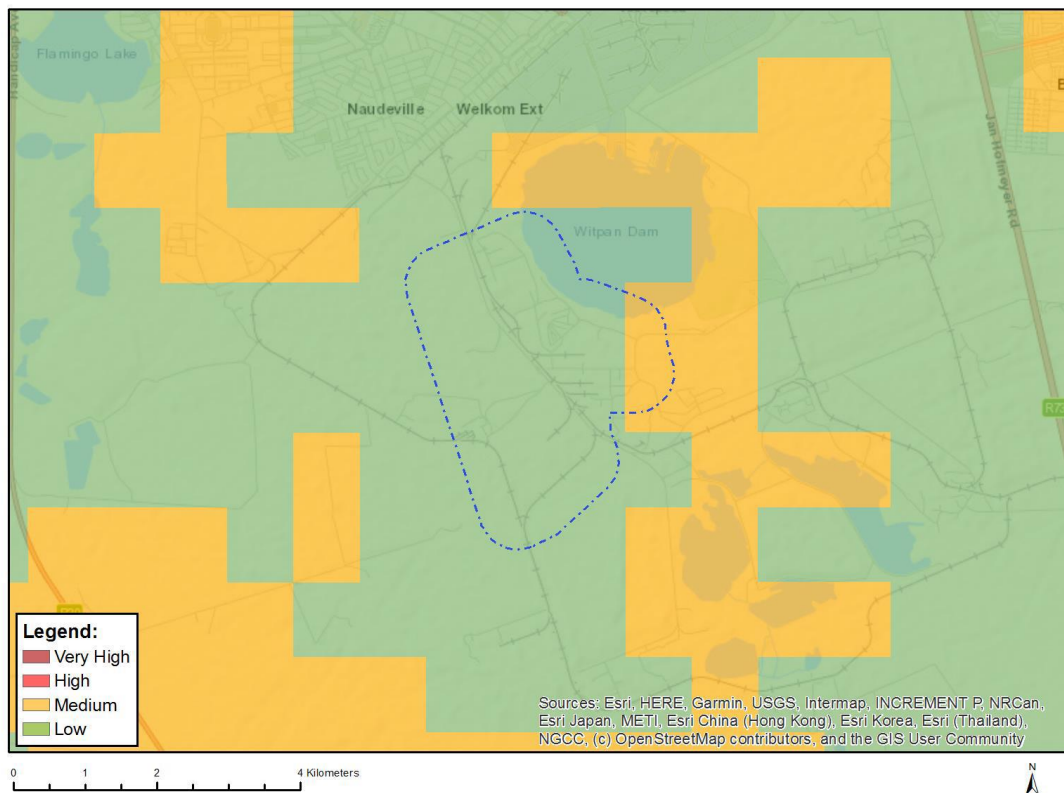 Flamingo Lake
Handicap Av
Naudeville
Welkom Ext
Witpan Dam
Jan Hofmeyer Rd
Legend:
Very High
High
Medium
Low
Sources: Esri, HERE, Garmin, USGS, Intermap, INCREMENT P, NRCan,
Esri Japan, METI, Esri China (Hong Kong), Esri Korea, Esri (Thailand),
NGCC, (c) OpenStreetMap contributors, and the GIS User Community
0 1 2 4 Kilometers
N